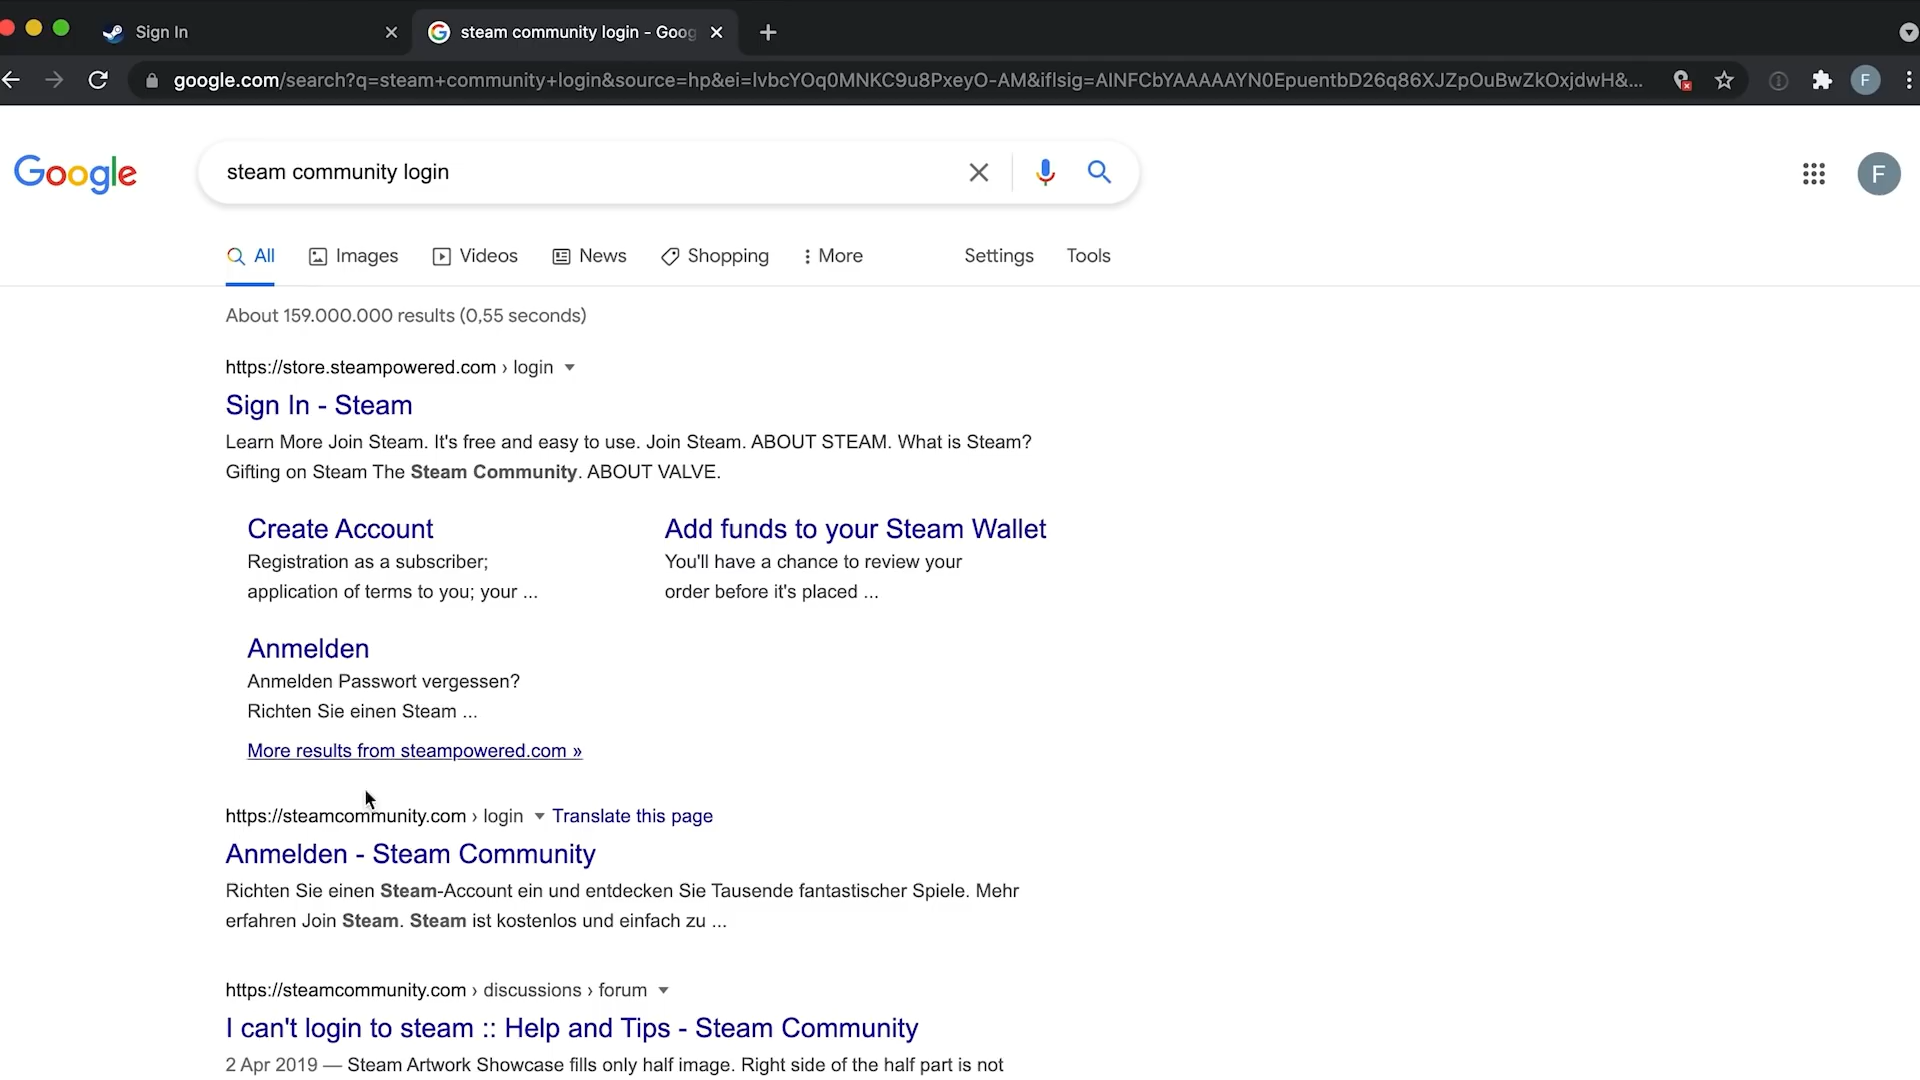 Sign In
steam community login - Goog
google.com/search?q=steam+community+login&source=hp&ei=lvbcYOq0MNKC9u8PxeyO-AM&iflsig=AINFCbYAAAAAYN0EpuentbD26q86XJZpOuBwZkOxjdwH&...
F
Google
steam community login
F
All
Images
Videos
News
Shopping
More
Settings
Tools
About 159.000.000 results (0,55 seconds)
https://store.steampowered.com › login
Sign In - Steam
Learn More Join Steam. It's free and easy to use. Join Steam. ABOUT STEAM. What is Steam?
Gifting on Steam The Steam Community. ABOUT VALVE.
Create Account
Registration as a subscriber;
application of terms to you; your ...
Add funds to your Steam Wallet
You'll have a chance to review your
order before it's placed ...
Anmelden
Anmelden Passwort vergessen?
Richten Sie einen Steam ...
More results from steampowered.com »
https://steamcommunity.com › login Translate this page
Anmelden - Steam Community
Richten Sie einen Steam-Account ein und entdecken Sie Tausende fantastischer Spiele. Mehr
erfahren Join Steam. Steam ist kostenlos und einfach zu ...
https://steamcommunity.com › discussions › forum
I can't login to steam :: Help and Tips - Steam Community
2 Apr 2019 — Steam Artwork Showcase fills only half image. Right side of the half part is not